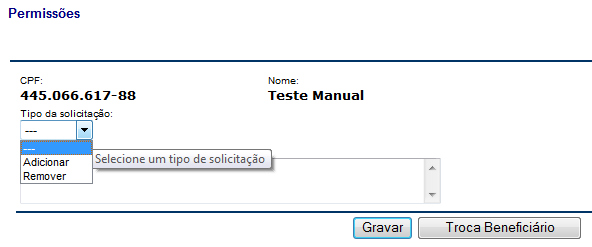 Permissões
CPF: Nome:
445.066.617-88 Teste Manual
Tipo da solicitação:
---
---
Adicionar
Remover
Selecione um tipo de solicitação
Gravar Troca Beneficiário